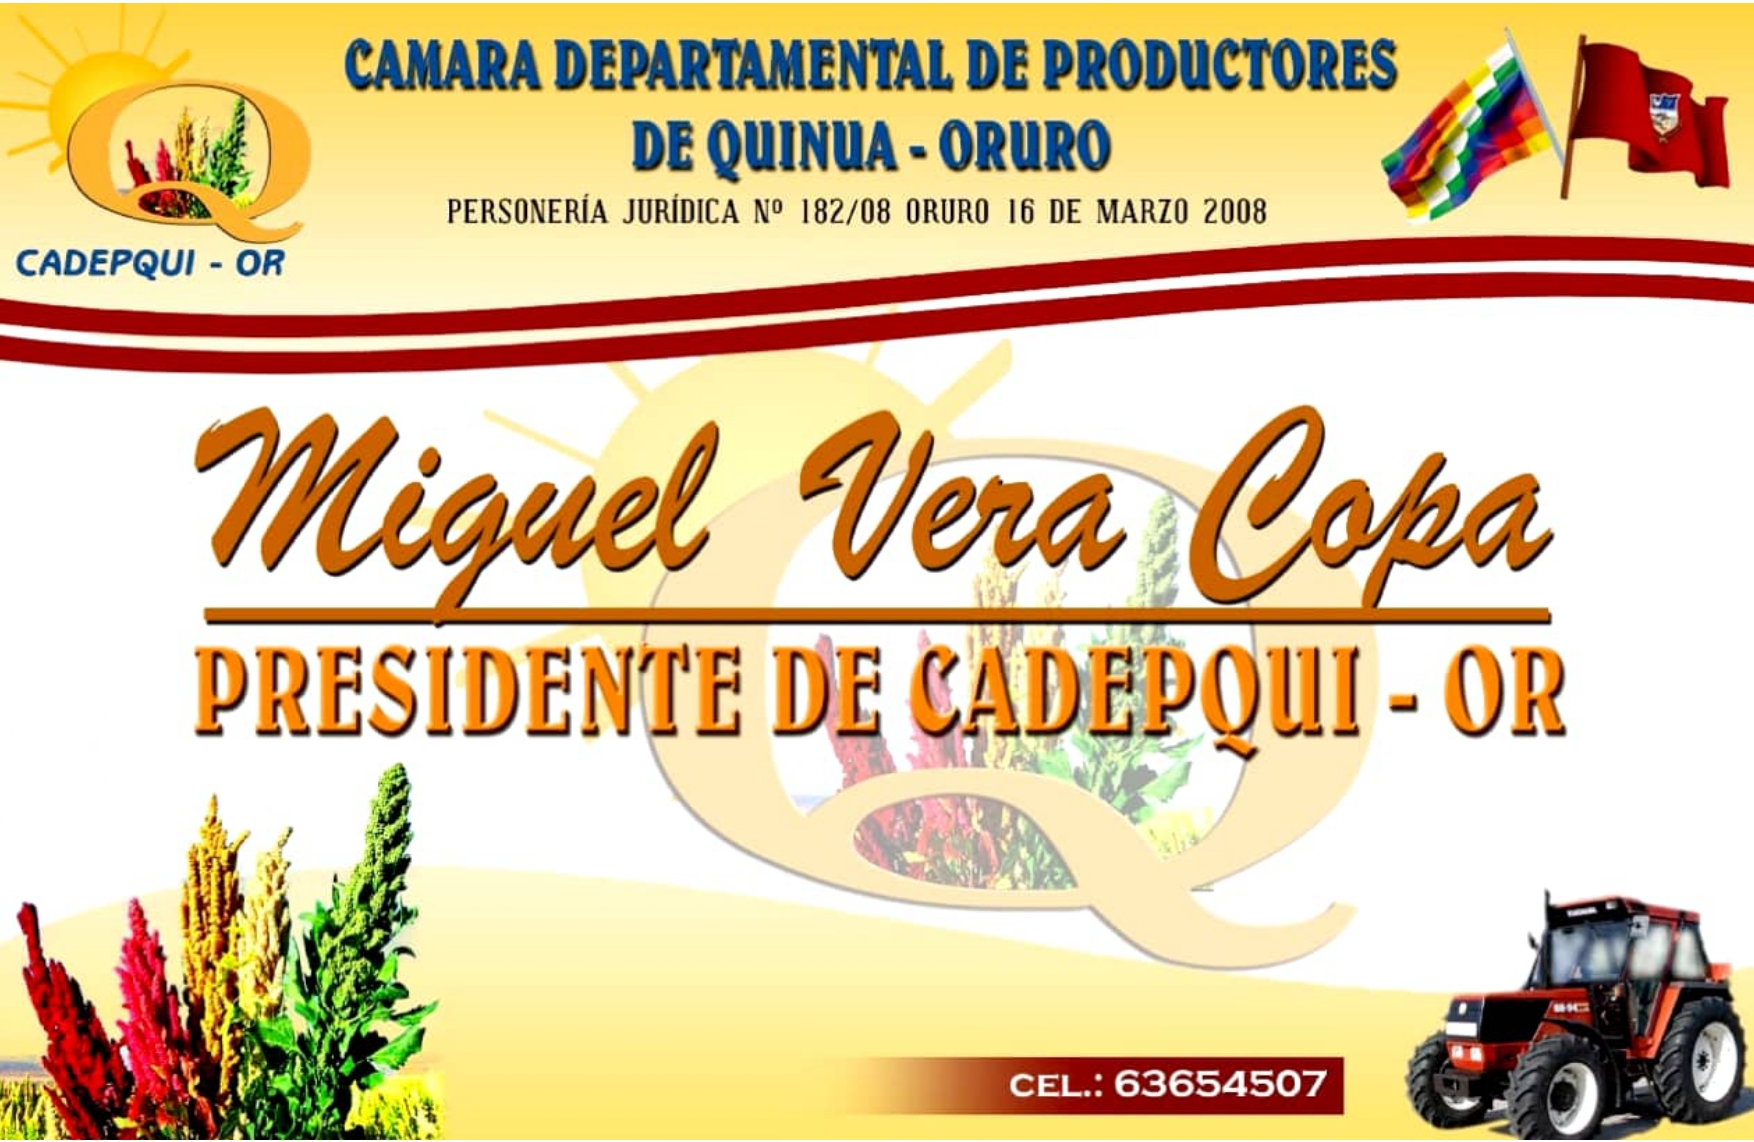 CAMARA DEPARTAMENTAL DE PRODUCTORES
DE QUINUA - ORURO
PERSONERÍA JURÍDICA Nº 182/08 ORURO 16 DE MARZO 2008
CADEPQUI - OR
Miguel Vera Copa
PRESIDENTE DE CADEPQUI - OR
CEL.: 63654507